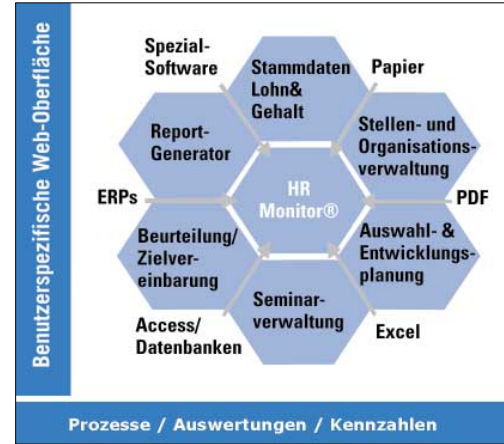 Benutzerspezifische Web-Oberfläche
Spezial-
Software
Stammdaten
Lohn&
Gehalt
Papier
Report-
Generator
Stellen- und
Organisations-
verwaltung
HR
Monitor®
ERPs
PDF
Beurteilung/
Zielver-
einbarung
Auswahl- &
Entwicklungs-
planung
Seminar-
verwaltung
Access/
Datenbanken
Excel
Prozesse / Auswertungen / Kennzahlen